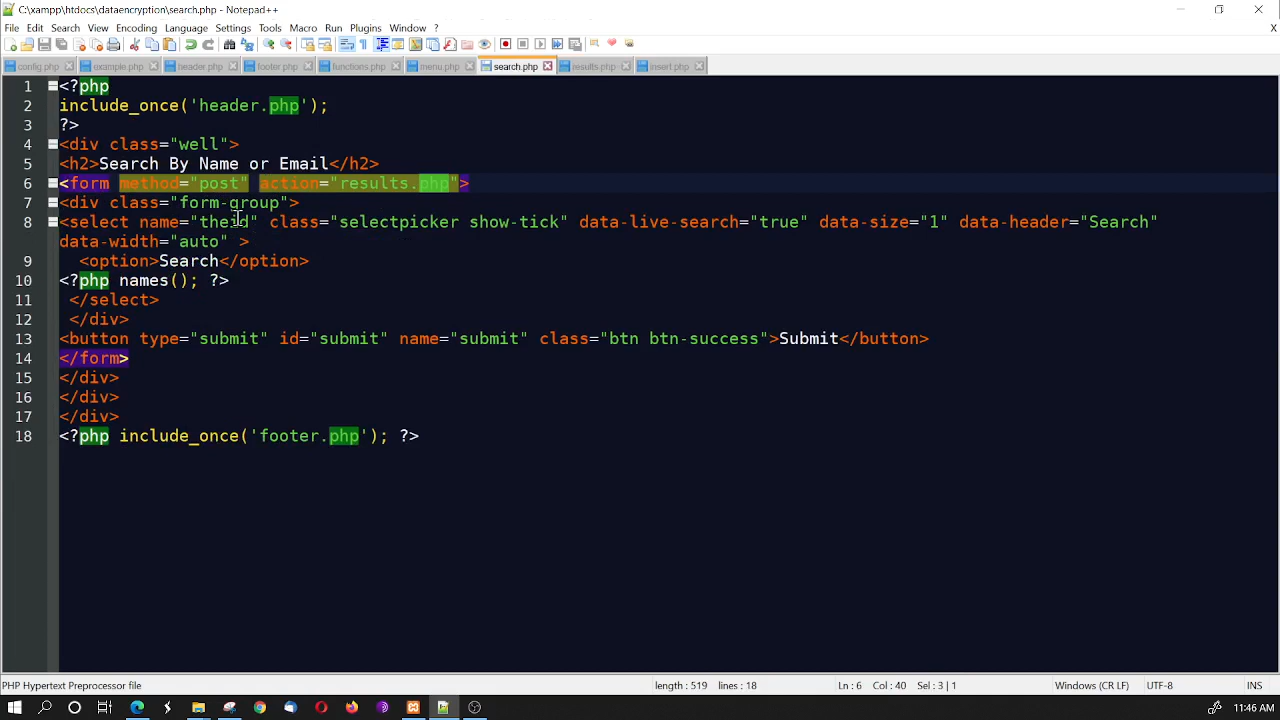 C:\xampp\htdocs\dataencryption\search.php - Notepad++
File Edit Search View Encoding Language Settings Tools Macro Run Plugins Window ?
X
config.php example.php header.php footer.php functions.php menu.php search.php results.php insert.php
1 <?php
2 include_once('header.php');
3 ?>
4 <div class="well">
5 <h2>Search By Name or Email</h2>
6 <form method="post" action="results.php">
7 <div class="form-group">
8 <select name="theid" class="selectpicker show-tick" data-live-search="true" data-size="1" data-header="Search"
data-width="auto" >
9 <option>Search</option>
10 <?php names(); ?>
11 </select>
12 </div>
13 <button type="submit" id="submit" name="submit" class="btn btn-success">Submit</button>
14 </form>
15 </div>
16 </div>
17 </div>
18 <?php include_once('footer.php'); ?>
PHP Hypertext Preprocessor file length : 519 lines : 18 Ln : 6 Col : 40 Sel : 3 | 1 Windows (CR LF) UTF-8 INS
11:46 AM